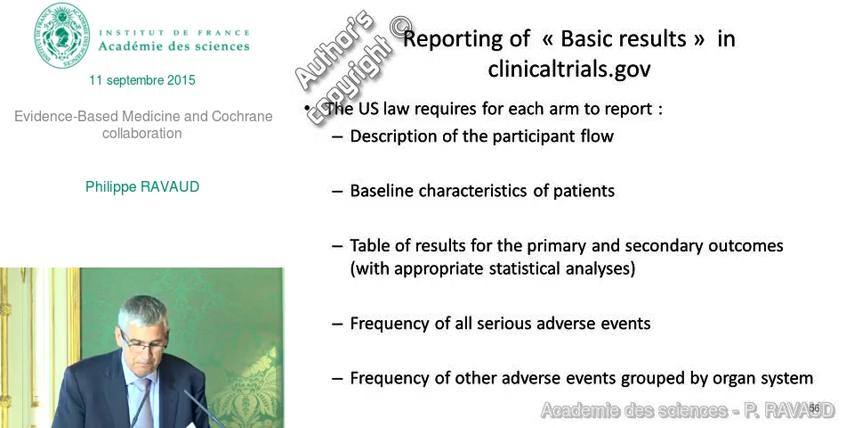 INSTITUT DE FRANCE
Académie des sciences
11 septembre 2015
Evidence-Based Medicine and Cochrane
collaboration
Philippe RAVAUD
Author's
copyright ©
Reporting of « Basic results » in
clinicaltrials.gov
• The US law requires for each arm to report :
– Description of the participant flow
– Baseline characteristics of patients
– Table of results for the primary and secondary outcomes
(with appropriate statistical analyses)
– Frequency of all serious adverse events
– Frequency of other adverse events grouped by organ system
Academie des sciences - P. RAVAUD
56